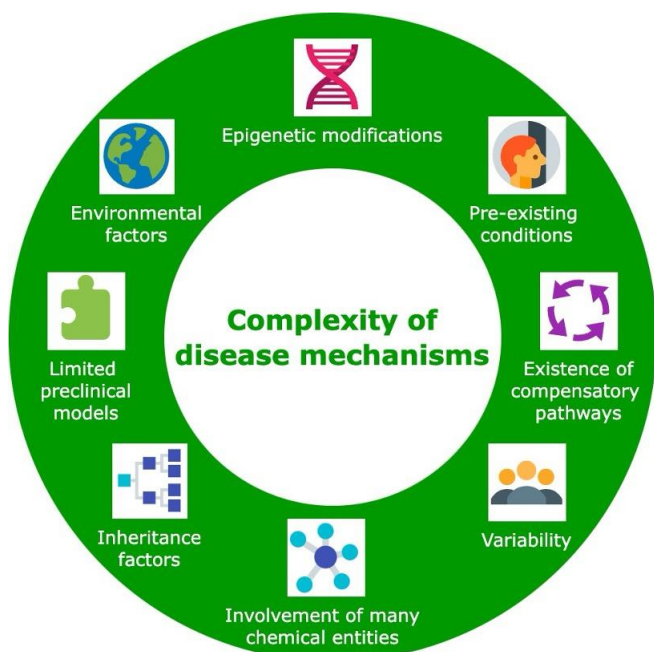 Epigenetic modifications
Pre-existing
conditions
Existence of
compensatory
pathways
Variability
Involvement of many
chemical entities
Inheritance
factors
Limited
preclinical
models
Environmental
factors
Complexity of
disease mechanisms